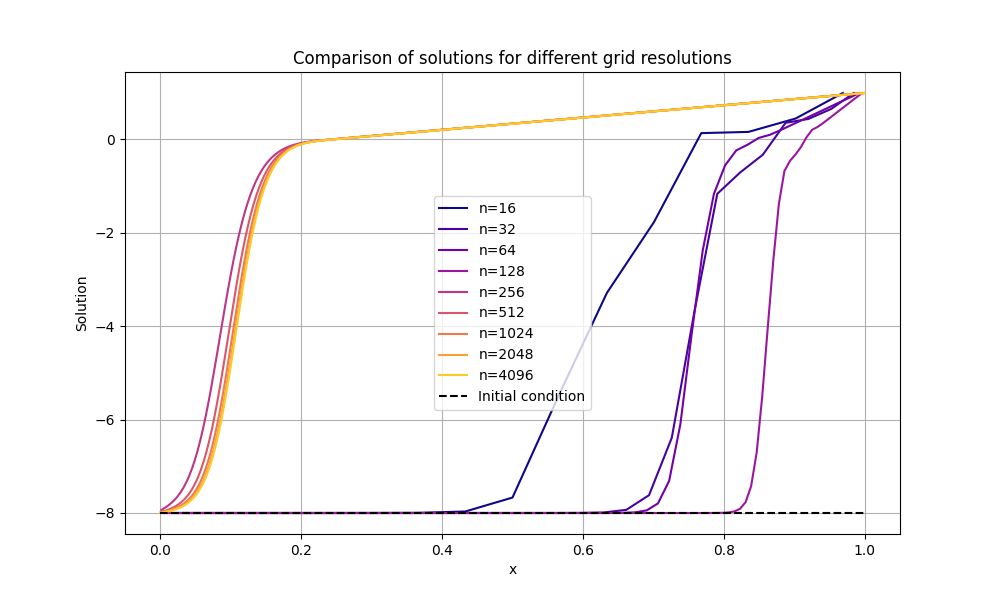 Comparison of solutions for different grid resolutions
Solution
0
−2
−4
−6
−8
n=16
n=32
n=64
n=128
n=256
n=512
n=1024
n=2048
n=4096
Initial condition
0.0 0.2 0.4 0.6 0.8 1.0
x